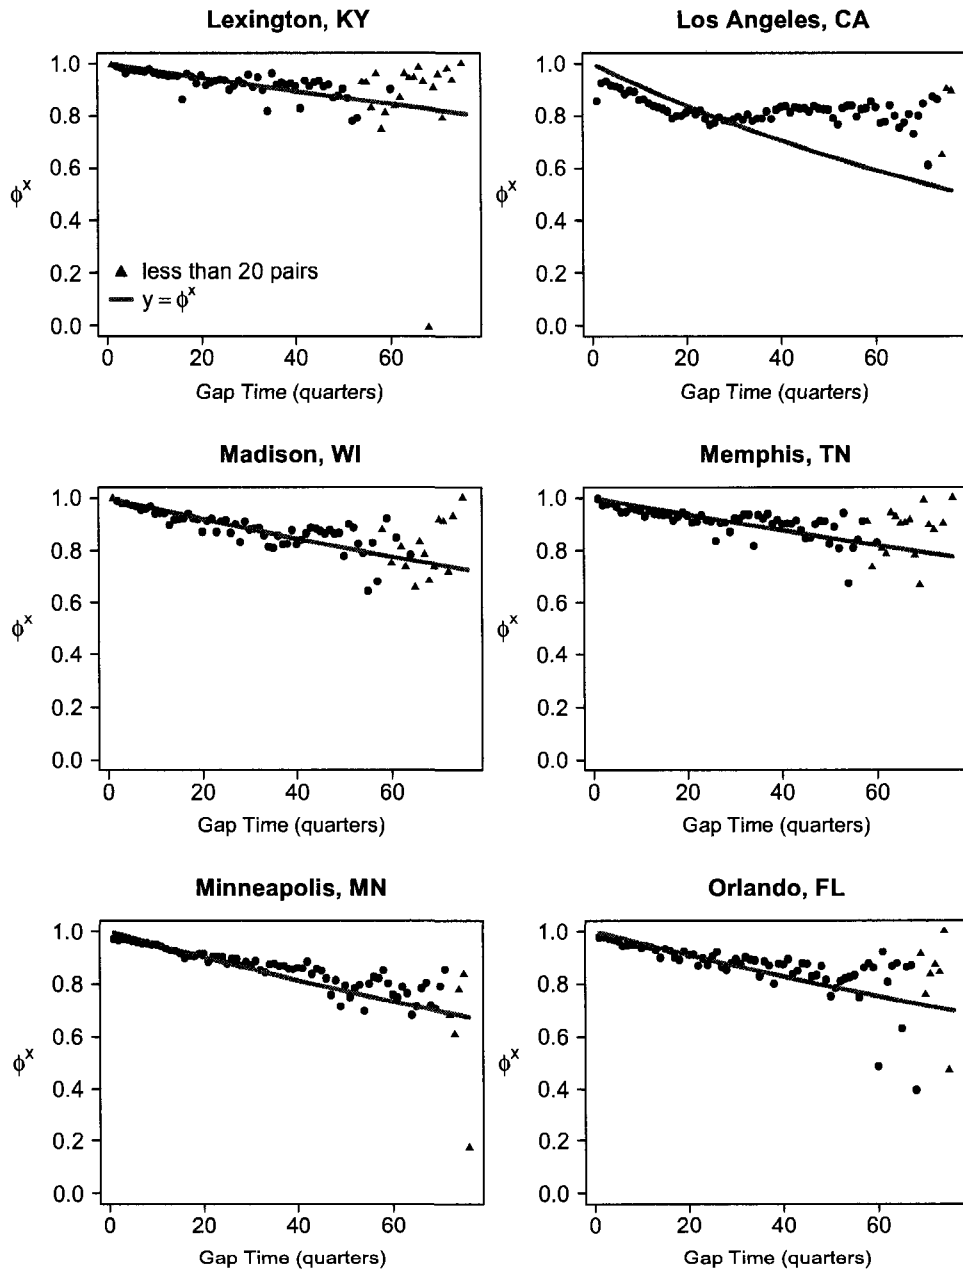 Lexington, KY
1.0
0.8
0.6
0.4
0.2
0.0
ϕˣ
▲ less than 20 pairs
y = ϕˣ
0 20 40 60
Gap Time (quarters)
Los Angeles, CA
1.0
0.8
0.6
0.4
0.2
0.0
ϕˣ
0 20 40 60
Gap Time (quarters)
Madison, WI
1.0
0.8
0.6
0.4
0.2
0.0
ϕˣ
0 20 40 60
Gap Time (quarters)
Memphis, TN
1.0
0.8
0.6
0.4
0.2
0.0
ϕˣ
0 20 40 60
Gap Time (quarters)
Minneapolis, MN
1.0
0.8
0.6
0.4
0.2
0.0
ϕˣ
0 20 40 60
Gap Time (quarters)
Orlando, FL
1.0
0.8
0.6
0.4
0.2
0.0
ϕˣ
0 20 40 60
Gap Time (quarters)